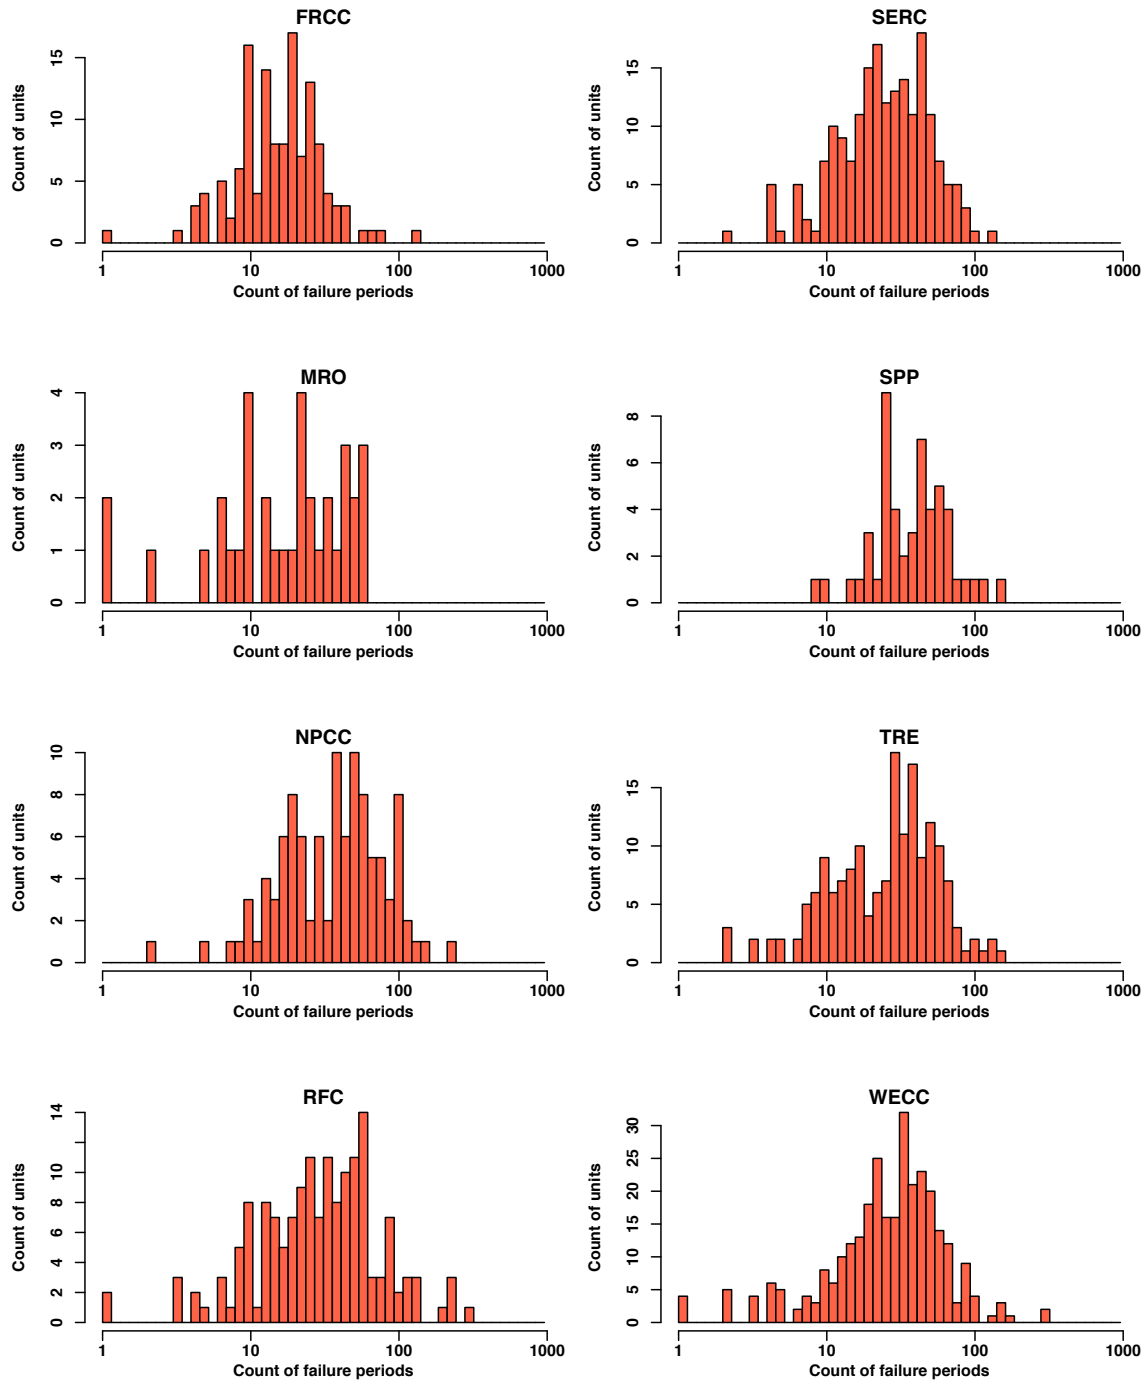 FRCC
Count of units
0 5 10 15
1 10 100 1000
Count of failure periods
SERC
Count of units
0 5 10 15
1 10 100 1000
Count of failure periods
MRO
Count of units
0 1 2 3 4
1 10 100 1000
Count of failure periods
SPP
Count of units
0 2 4 6 8
1 10 100 1000
Count of failure periods
NPCC
Count of units
0 2 4 6 8 10
1 10 100 1000
Count of failure periods
TRE
Count of units
0 5 10 15
1 10 100 1000
Count of failure periods
RFC
Count of units
0 2 4 6 8 10 14
1 10 100 1000
Count of failure periods
WECC
Count of units
0 5 10 15 20 25 30
1 10 100 1000
Count of failure periods